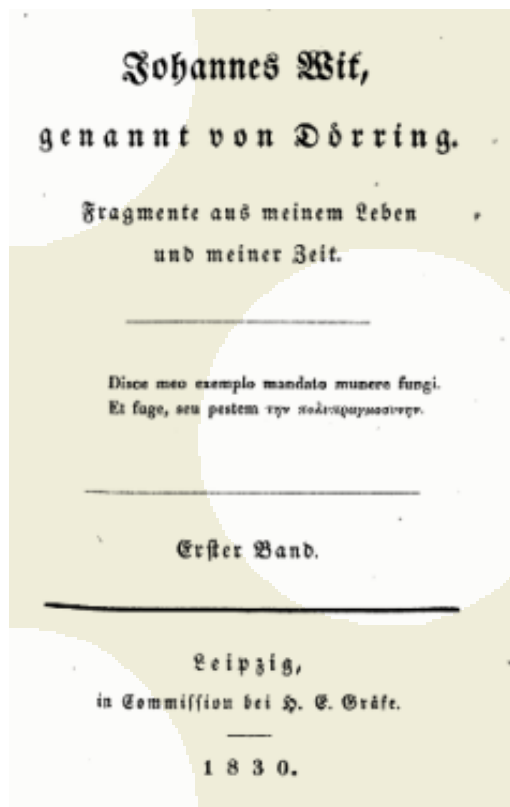 Johannes Wit,
genannt von Dörring.
Fragmente aus meinem Leben
und meiner Zeit.
Disce meo exemplo mandato munere fungi.
Et fuge, seu pestem την πολυπραγμοσυνην.
Erster Band.
Leipzig,
in Commission bei H. E. Gräfe.
1830.